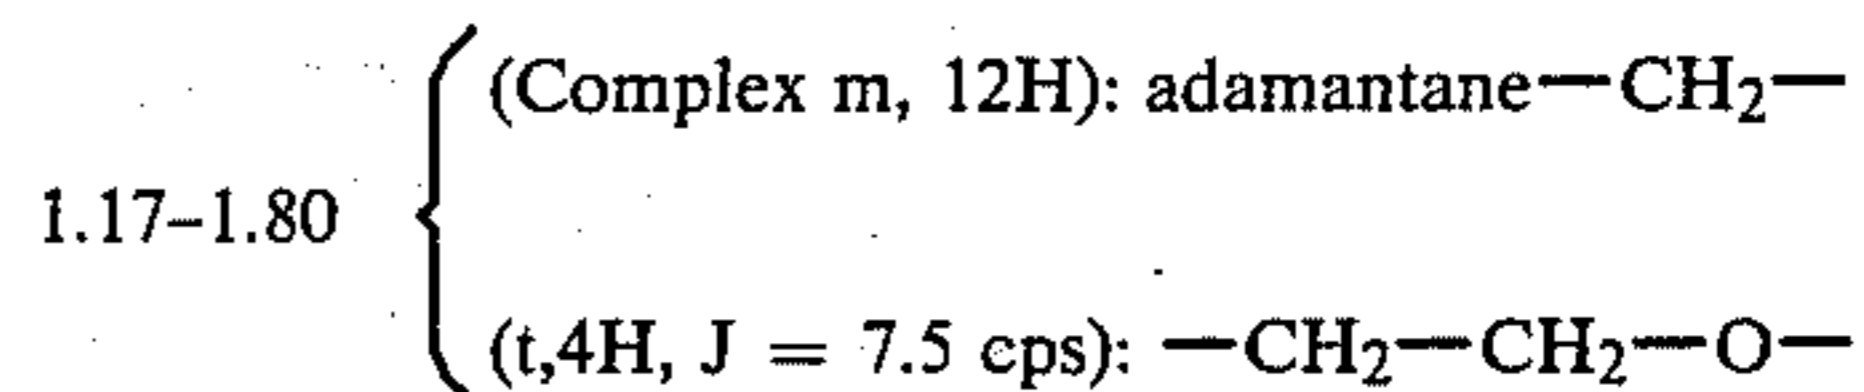 (Complex m, 12H): adamantane—CH₂—
1.17–1.80
(t,4H, J = 7.5 cps): —CH₂—CH₂—O—